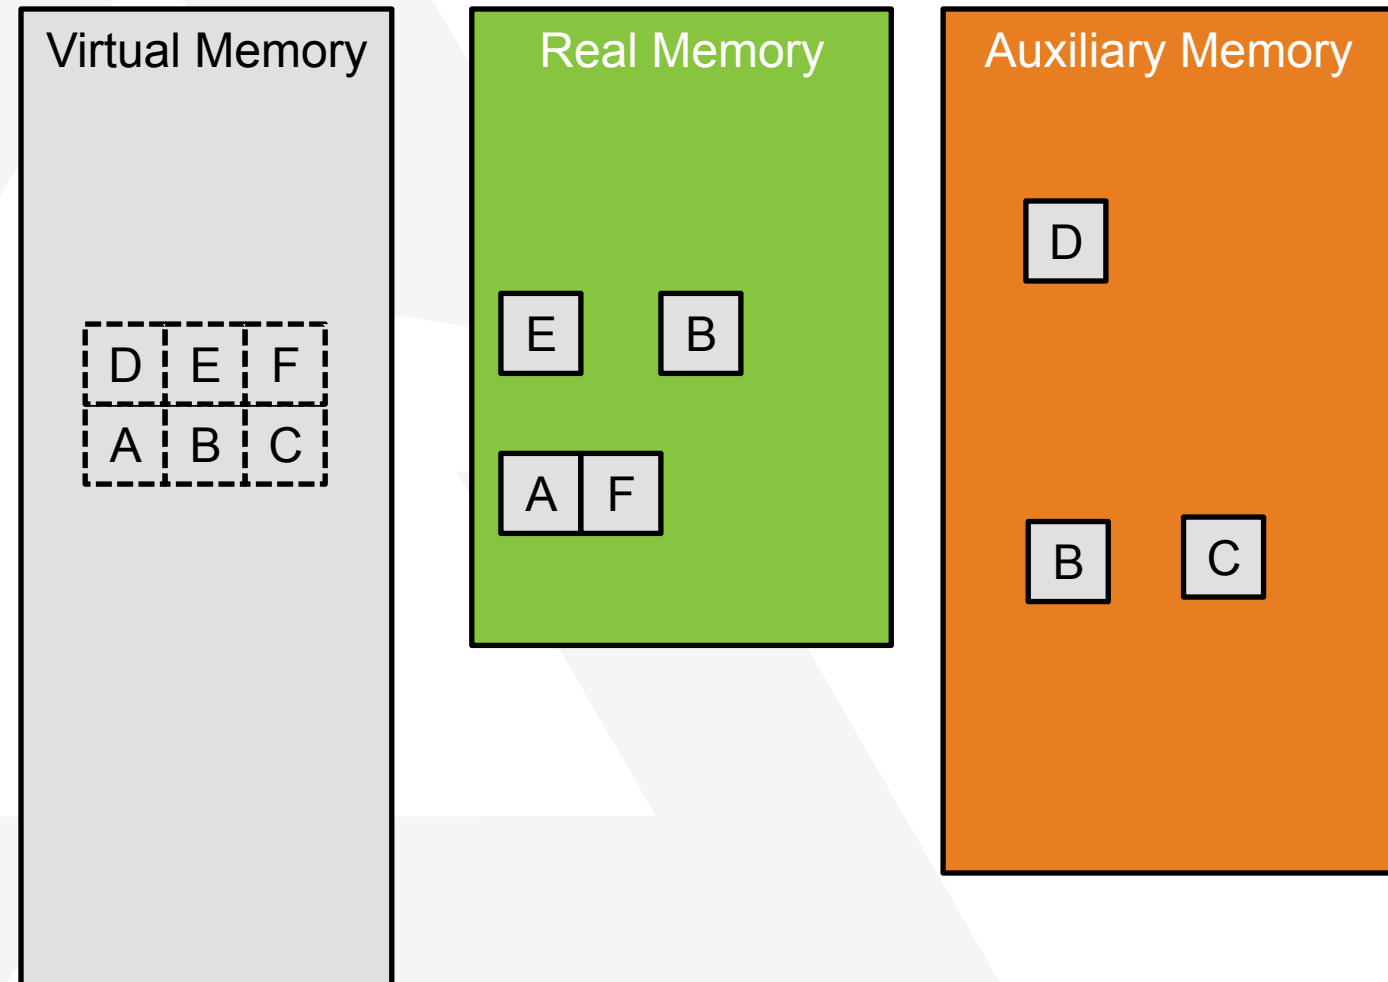 Virtual Memory
D E F
A B C
Real Memory
E B
A F
Auxiliary Memory
D
B C